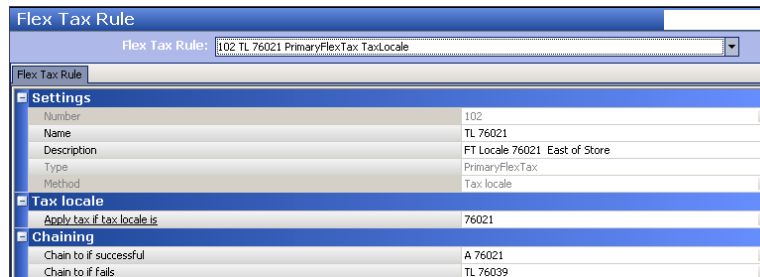 Flex Tax Rule
Flex Tax Rule: 102 TL 76021 PrimaryFlexTax TaxLocale
Flex Tax Rule
Settings
Number 102
Name TL 76021
Description FT Locale 76021 East of Store
Type PrimaryFlexTax
Method Tax locale
Tax locale
Apply tax if tax locale is 76021
Chaining
Chain to if successful A 76021
Chain to if fails TL 76039